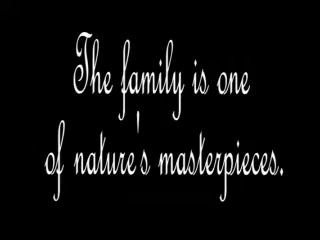 The family is one
of nature's masterpieces.